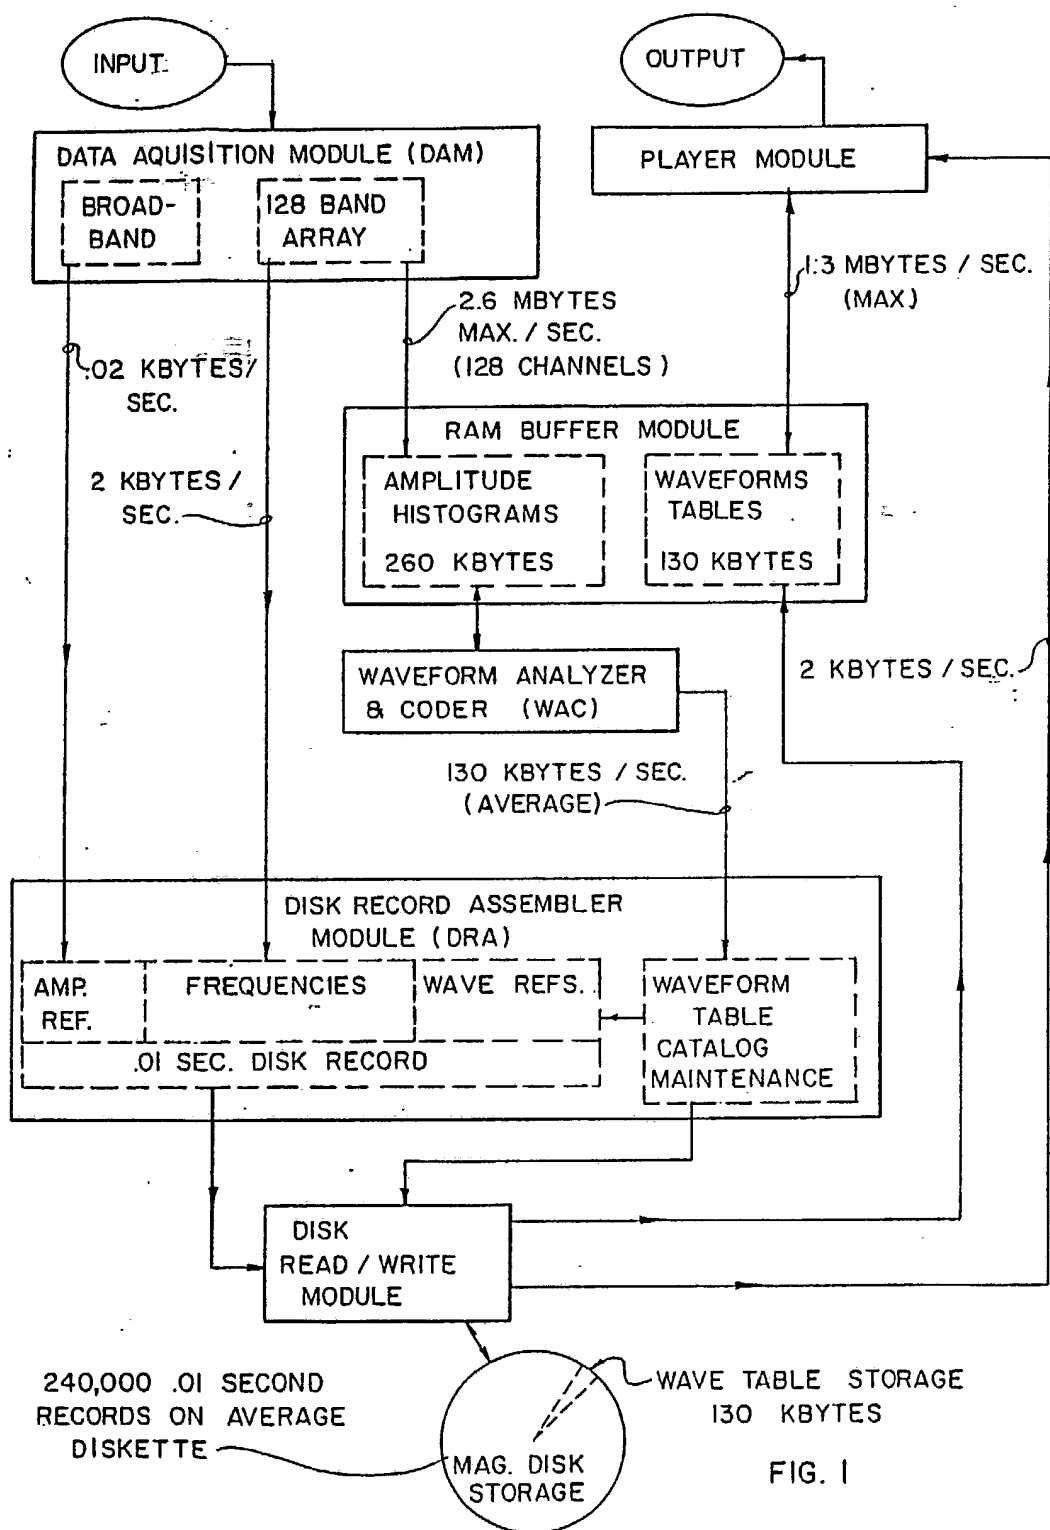 INPUT
OUTPUT
DATA AQUISITION MODULE (DAM)
BROAD-
BAND
128 BAND
ARRAY
PLAYER MODULE
2.6 MBYTES
MAX. / SEC.
(128 CHANNELS)
1.3 MBYTES / SEC.
(MAX.)
.02 KBYTES/
SEC.
2 KBYTES /
SEC.
RAM BUFFER MODULE
AMPLITUDE
HISTOGRAMS
260 KBYTES
WAVEFORMS
TABLES
130 KBYTES
WAVEFORM ANALYZER
& CODER (WAC)
2 KBYTES / SEC.
130 KBYTES / SEC.
(AVERAGE)
DISK RECORD ASSEMBLER
MODULE (DRA)
AMP.
REF.
FREQUENCIES
WAVE REFS.
.01 SEC. DISK RECORD
WAVEFORM
TABLE
CATALOG
MAINTENANCE
DISK
READ / WRITE
MODULE
240,000 .01 SECOND
RECORDS ON AVERAGE
DISKETTE
WAVE TABLE STORAGE
130 KBYTES
MAG. DISK
STORAGE
FIG. 1